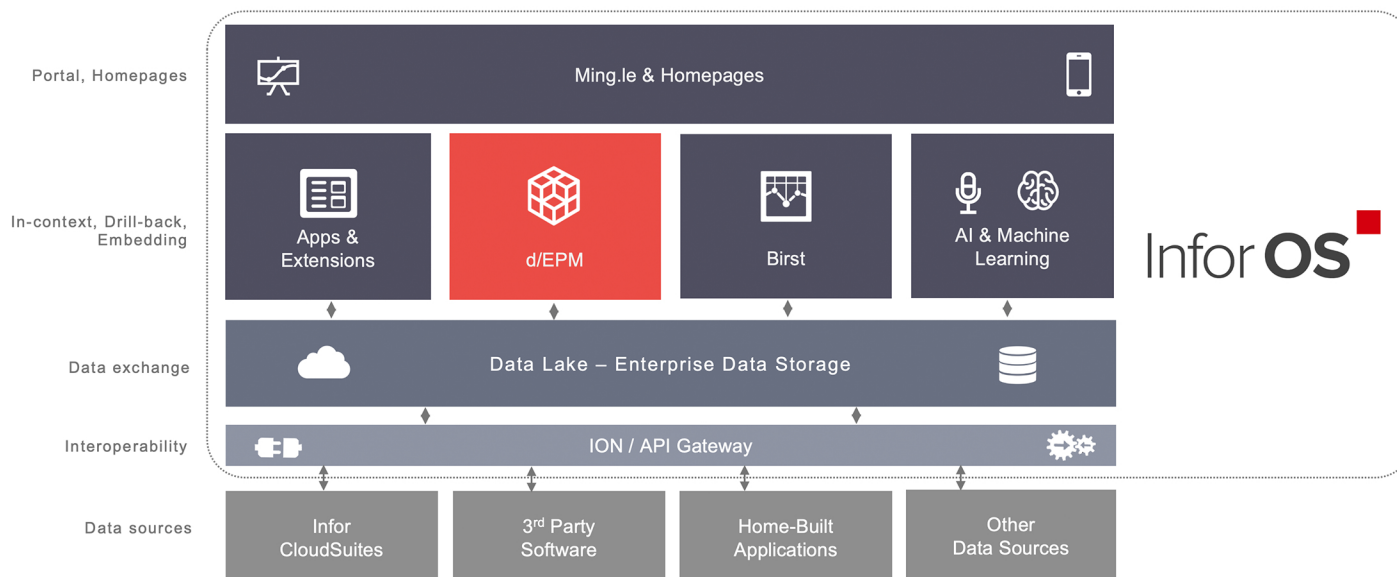 Portal, Homepages
Ming.le & Homepages
In-context, Drill-back,
Embedding
Apps &
Extensions
d/EPM
Birst
AI & Machine
Learning
Infor OS
Data exchange
Data Lake – Enterprise Data Storage
Interoperability
ION / API Gateway
Data sources
Infor
CloudSuites
3rd Party
Software
Home-Built
Applications
Other
Data Sources